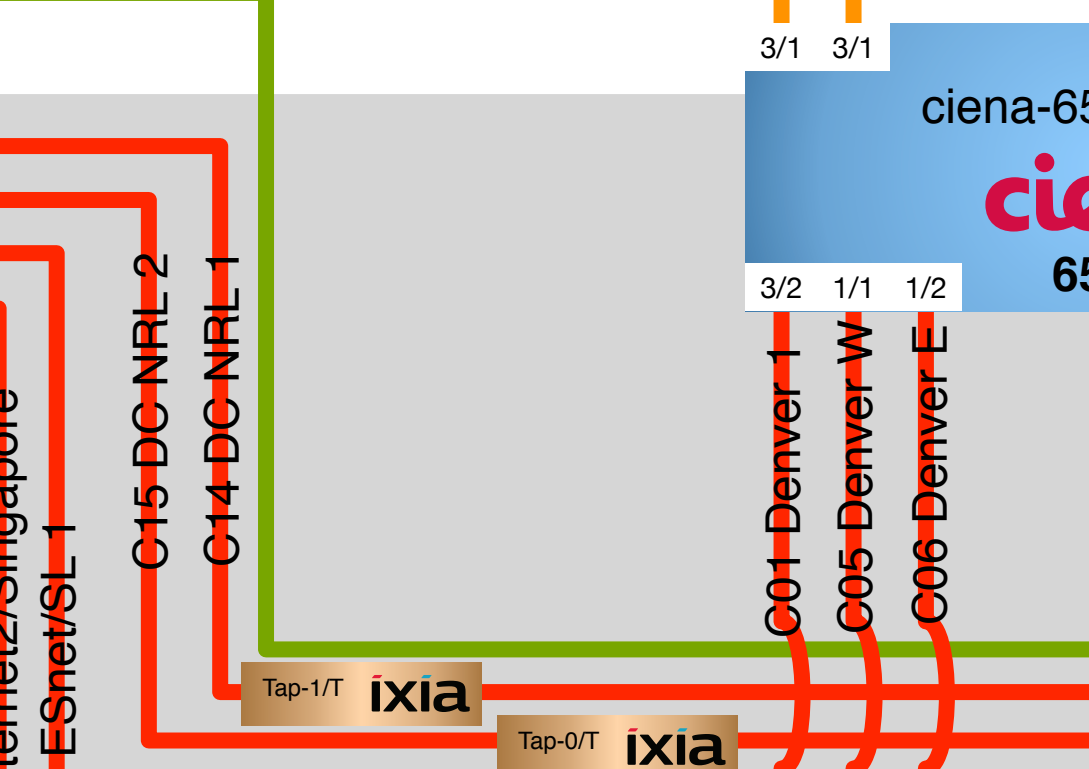 3/1 3/1
ciena-65
65
3/2 1/1 1/2
C15 DC NRL 2
C14 DC NRL 1
C01 Denver 1
C05 Denver W
C06 Denver E
ESnet/SL 1
Tap-1/T ixia
Tap-0/T ixia